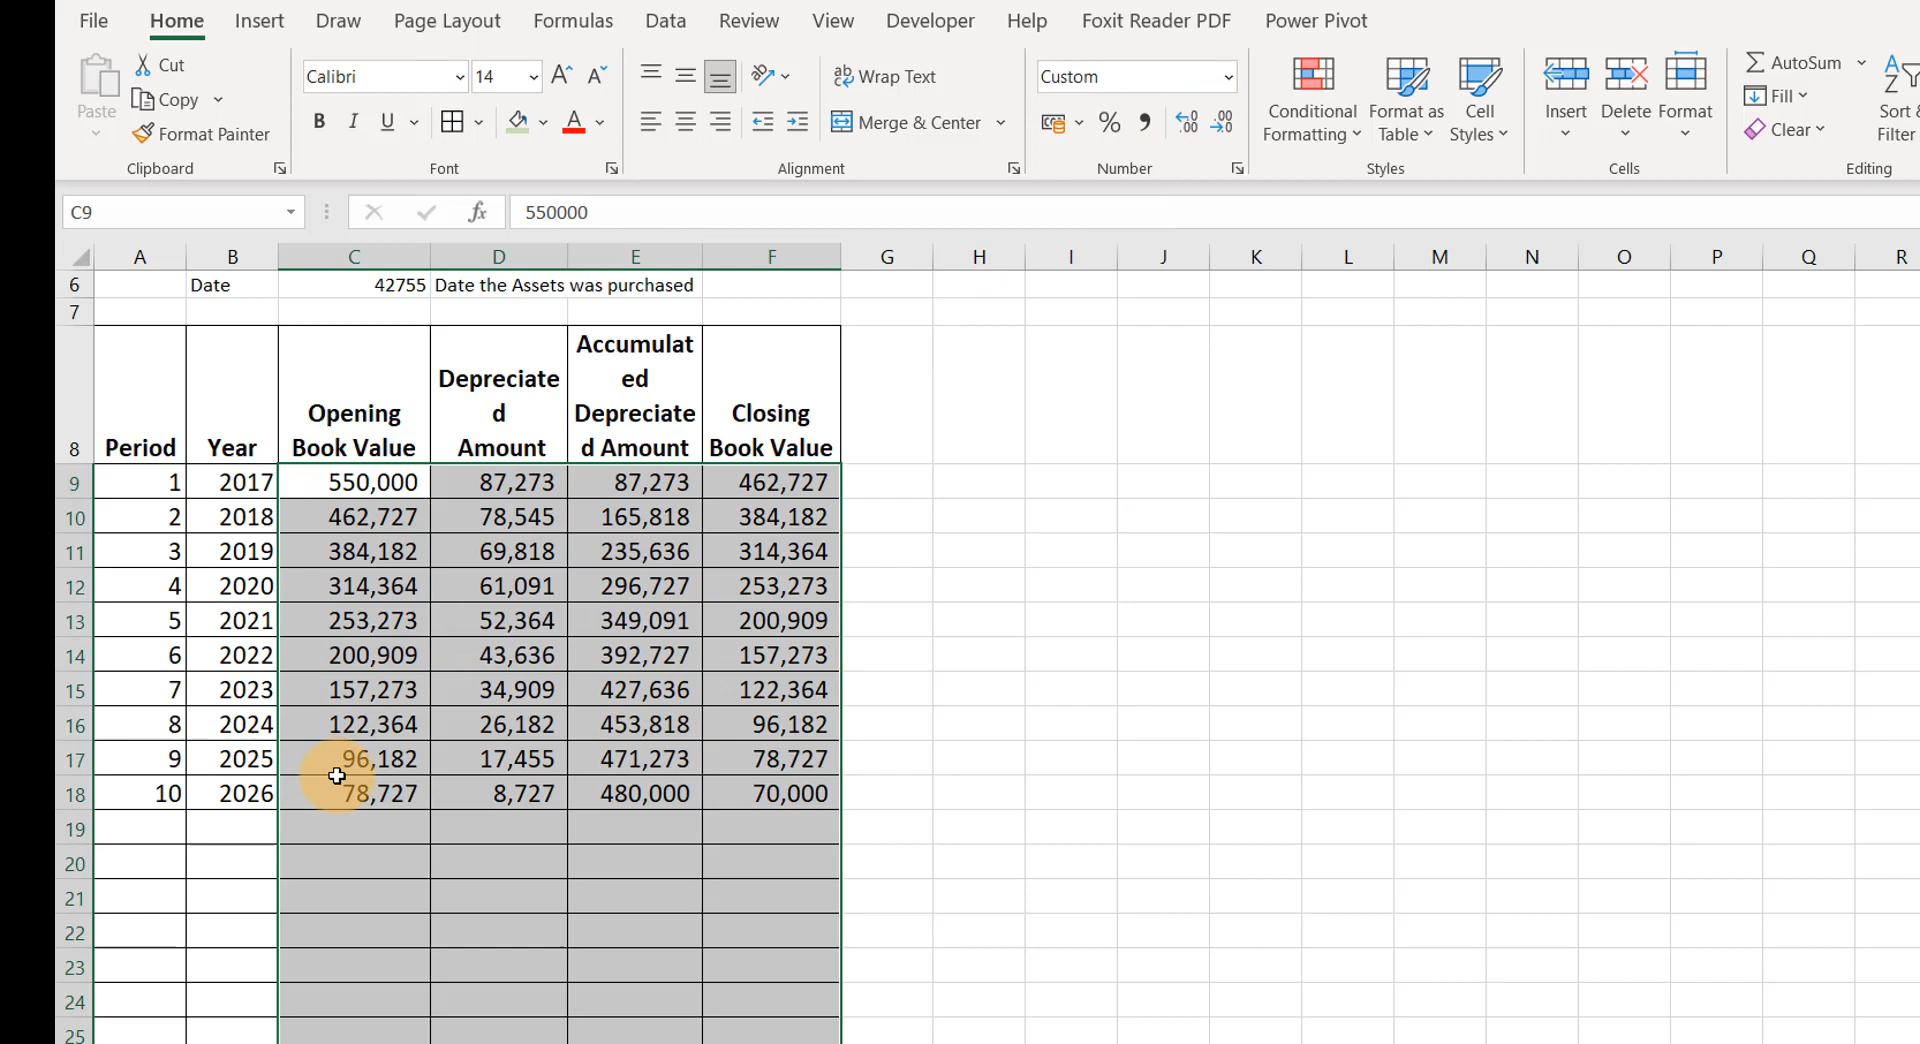 File Home Insert Draw Page Layout Formulas Data Review View Developer Help Foxit Reader PDF Power Pivot
Paste
Cut
Copy
Format Painter
Clipboard
Calibri 14 A A
B I U A
Font
ab Wrap Text
Merge & Center
Alignment
Custom
% 9 .00 .00
Number
Conditional Formatting
Format as Table
Cell Styles
Styles
Insert Delete Format
Cells
AutoSum
Fill
Clear
Sort &
Filter
Editing
C9 fx 550000
A B C D E F G H I J K L M N O P Q R
6 Date 42755 Date the Assets was purchased
7
8 Period Year Opening Book Value Depreciated Amount Accumulated Depreciated Amount Closing Book Value
9 1 2017 550,000 87,273 87,273 462,727
10 2 2018 462,727 78,545 165,818 384,182
11 3 2019 384,182 69,818 235,636 314,364
12 4 2020 314,364 61,091 296,727 253,273
13 5 2021 253,273 52,364 349,091 200,909
14 6 2022 200,909 43,636 392,727 157,273
15 7 2023 157,273 34,909 427,636 122,364
16 8 2024 122,364 26,182 453,818 96,182
17 9 2025 96,182 17,455 471,273 78,727
18 10 2026 78,727 8,727 480,000 70,000
19
20
21
22
23
24
25